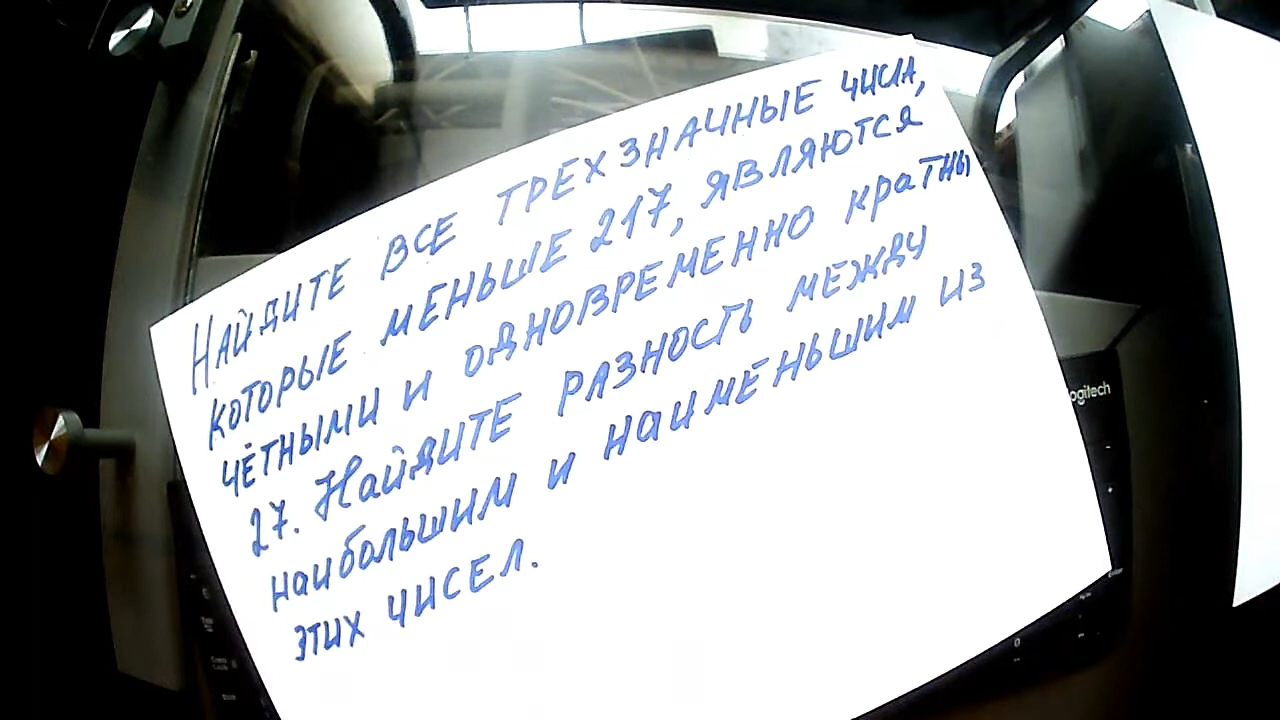 НАЙДИТЕ ВСЕ ТРЕХЗНАЧНЫЕ ЧИСЛА,
КОТОРЫЕ МЕНЬШЕ 217, ЯВЛЯЮТСЯ
ЧЁТНЫМИ И ОДНОВРЕМЕННО кратны
27. Найдите РАЗНОСТЬ МЕЖДУ
наибольшим и наименьшим из
этих чисел.
logitech